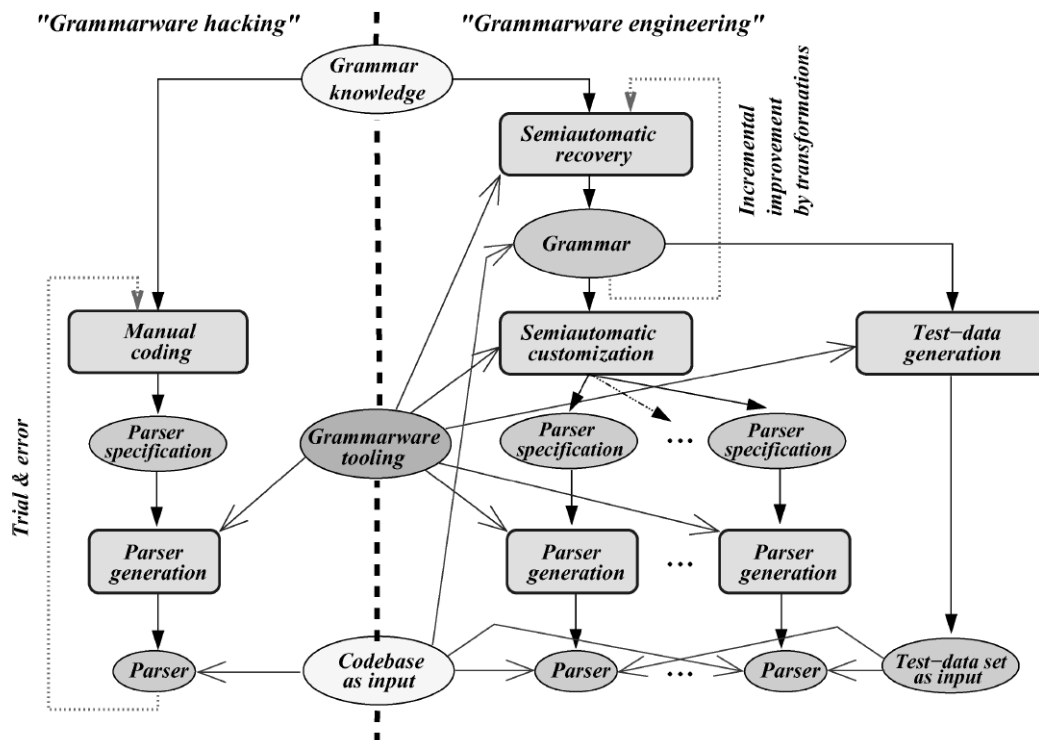 "Grammarware hacking"
"Grammarware engineering"
Grammar
knowledge
Semiautomatic
recovery
Incremental
improvement
by transformations
Grammar
Manual
coding
Semiautomatic
customization
Test-data
generation
Parser
specification
Grammarware
tooling
Parser
specification
...
Parser
specification
Trial & error
Parser
generation
Parser
generation
...
Parser
generation
Parser
Codebase
as input
Parser
...
Parser
Test-data set
as input